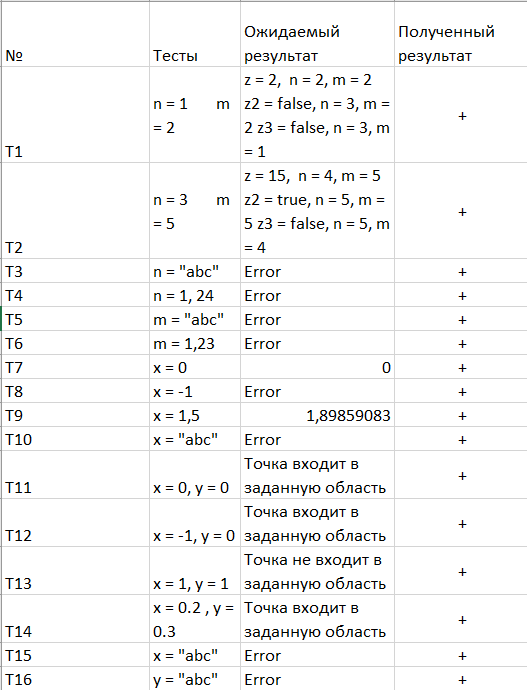 № Тесты Ожидаемый результат Полученный результат
T1 n = 1 m = 2 z = 2, n = 2, m = 2 z2 = false, n = 3, m = 2 z3 = false, n = 3, m = 1 +
T2 n = 3 m = 5 z = 15, n = 4, m = 5 z2 = true, n = 5, m = 5 z3 = false, n = 5, m = 4 +
T3 n = "abc" Error +
T4 n = 1, 24 Error +
T5 m = "abc" Error +
T6 m = 1,23 Error +
T7 x = 0 0 +
T8 x = -1 Error +
T9 x = 1,5 1,89859083 +
T10 x = "abc" Error +
T11 x = 0, y = 0 Точка входит в заданную область +
T12 x = -1, y = 0 Точка входит в заданную область +
T13 x = 1, y = 1 Точка не входит в заданную область +
T14 x = 0.2 , y = 0.3 Точка входит в заданную область +
T15 x = "abc" Error +
T16 y = "abc" Error +